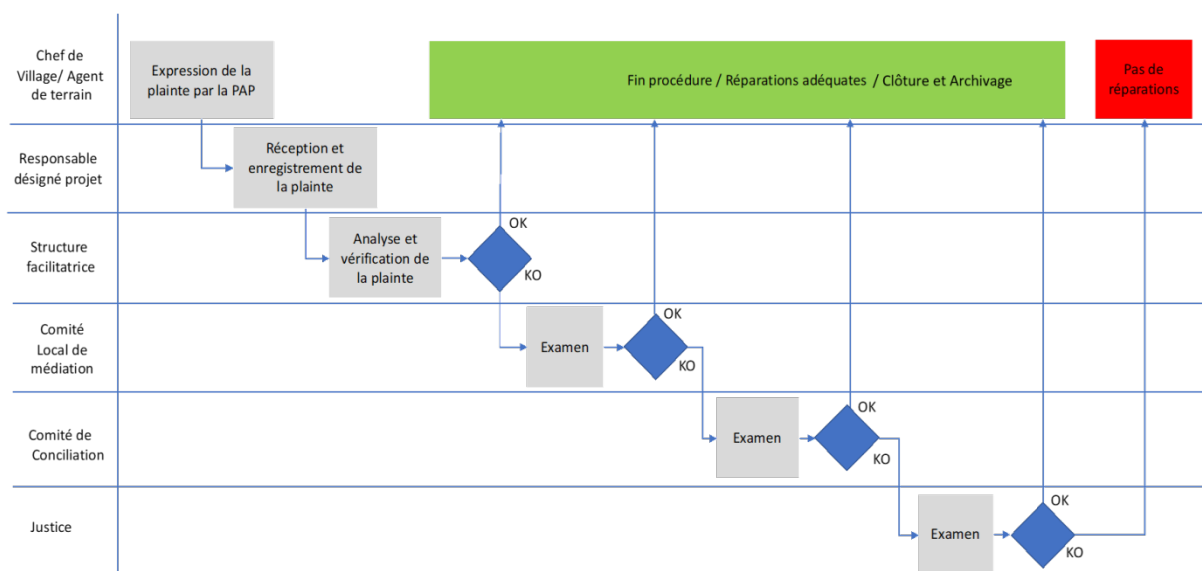 Chef de
Village/ Agent
de terrain
Expression de la
plainte par la PAP
Fin procédure / Réparations adéquates / Clôture et Archivage
Pas de
réparations
Responsable
désigné projet
Réception et
enregistrement de
la plainte
Structure
facilitatrice
Analyse et
vérification de
la plainte
OK
KO
Comité
Local de
médiation
Examen
OK
KO
Comité de
Conciliation
Examen
OK
KO
Justice
Examen
OK
KO